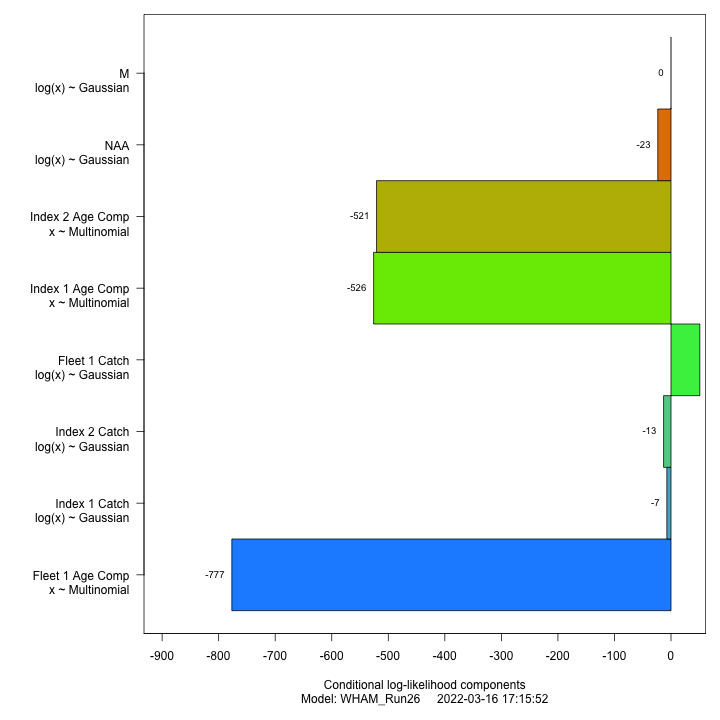 M
log(x) ~ Gaussian
0
NAA
log(x) ~ Gaussian
-23
Index 2 Age Comp
x ~ Multinomial
-521
Index 1 Age Comp
x ~ Multinomial
-526
Fleet 1 Catch
log(x) ~ Gaussian
Index 2 Catch
log(x) ~ Gaussian
-13
Index 1 Catch
log(x) ~ Gaussian
-7
Fleet 1 Age Comp
x ~ Multinomial
-777
-900 -800 -700 -600 -500 -400 -300 -200 -100 0
Conditional log-likelihood components
Model: WHAM_Run26 2022-03-16 17:15:52